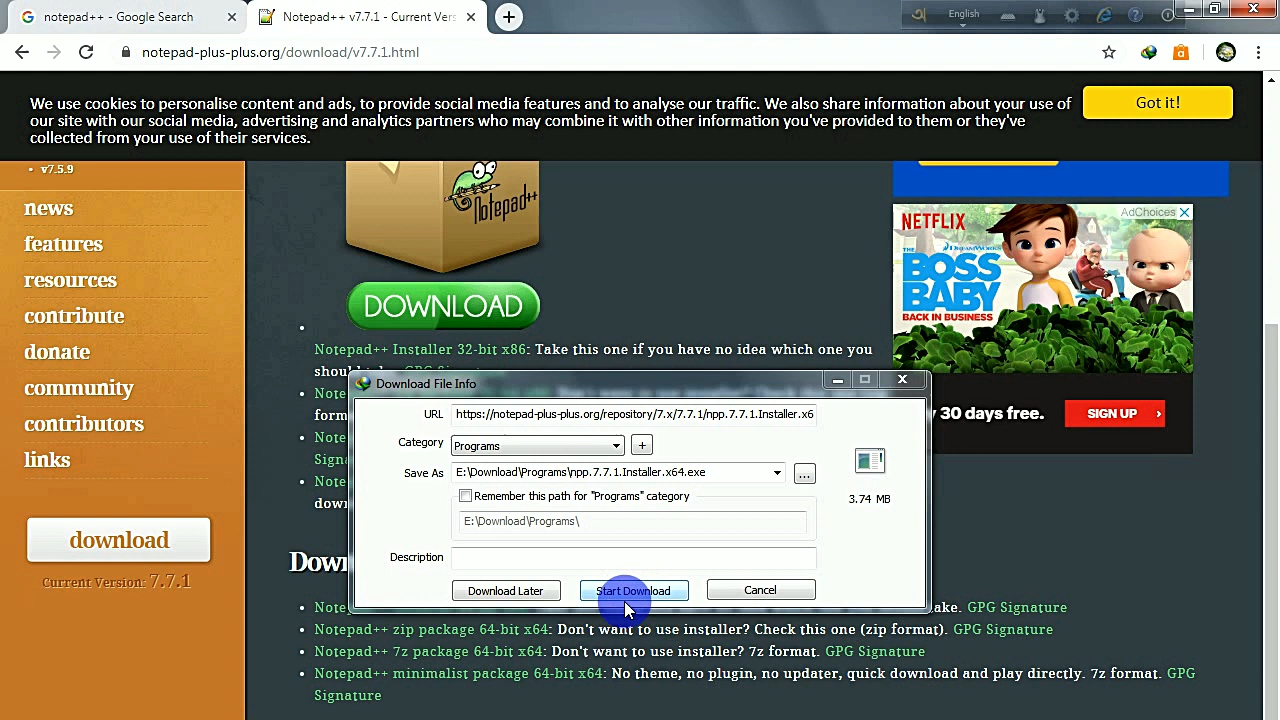 notepad++ - Google Search
Notepad++ v7.7.1 - Current Vers
English
notepad-plus-plus.org/download/v7.7.1.html
We use cookies to personalise content and ads, to provide social media features and to analyse our traffic. We also share information about your use of
our site with our social media, advertising and analytics partners who may combine it with other information you've provided to them or they've
collected from your use of their services.
Got it!
v7.5.9
news
features
resources
contribute
donate
community
contributors
links
download
Current Version: 7.7.1
Notepad++
DOWNLOAD
Notepad++ Installer 32-bit x86: Take this one if you have no idea which one you
AdChoices
NETFLIX
DREAMWORKS
THE
BOSS
BABY
BACK IN BUSINESS
30 days free.
SIGN UP
Download File Info
URL
https://notepad-plus-plus.org/repository/7.x/7.7.1/npp.7.7.1.Installer.x6
Category
Programs
+
Save As
E:\Download\Programs\npp.7.7.1.Installer.x64.exe
...
Remember this path for "Programs" category
E:\Download\Programs\
3.74 MB
Description
Download Later
Start Download
Cancel
GPG Signature
Notepad++ zip package 64-bit x64: Don't want to use installer? Check this one (zip format). GPG Signature
Notepad++ 7z package 64-bit x64: Don't want to use installer? 7z format. GPG Signature
Notepad++ minimalist package 64-bit x64: No theme, no plugin, no updater, quick download and play directly. 7z format. GPG
Signature